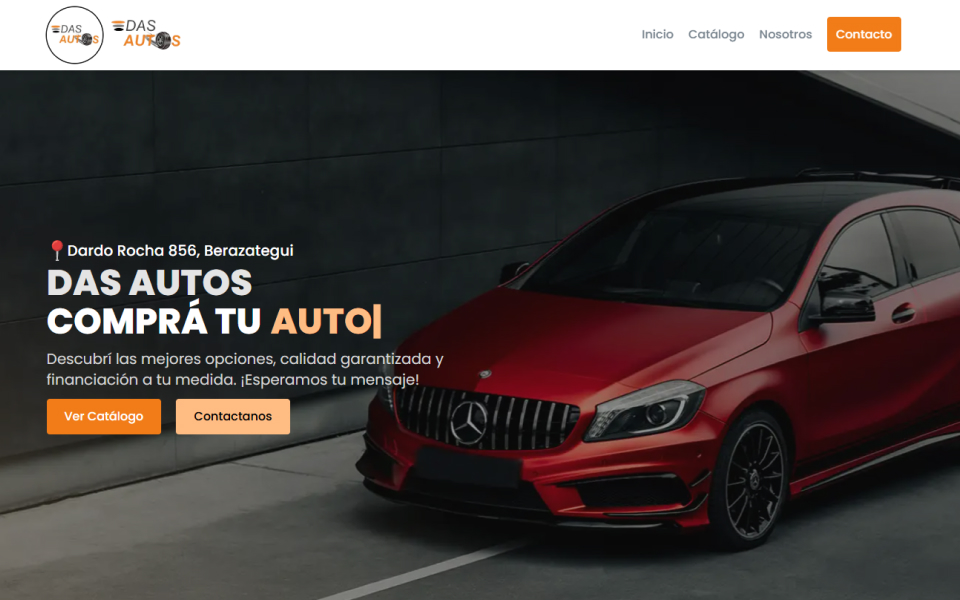 DAS
AUTOS
DAS
AUTOS
Inicio
Catálogo
Nosotros
Contacto
Dardo Rocha 856, Berazategui
DAS AUTOS
COMPRÁ TU AUTO|
Descubrí las mejores opciones, calidad garantizada y
financiación a tu medida. ¡Esperamos tu mensaje!
Ver Catálogo
Contactanos